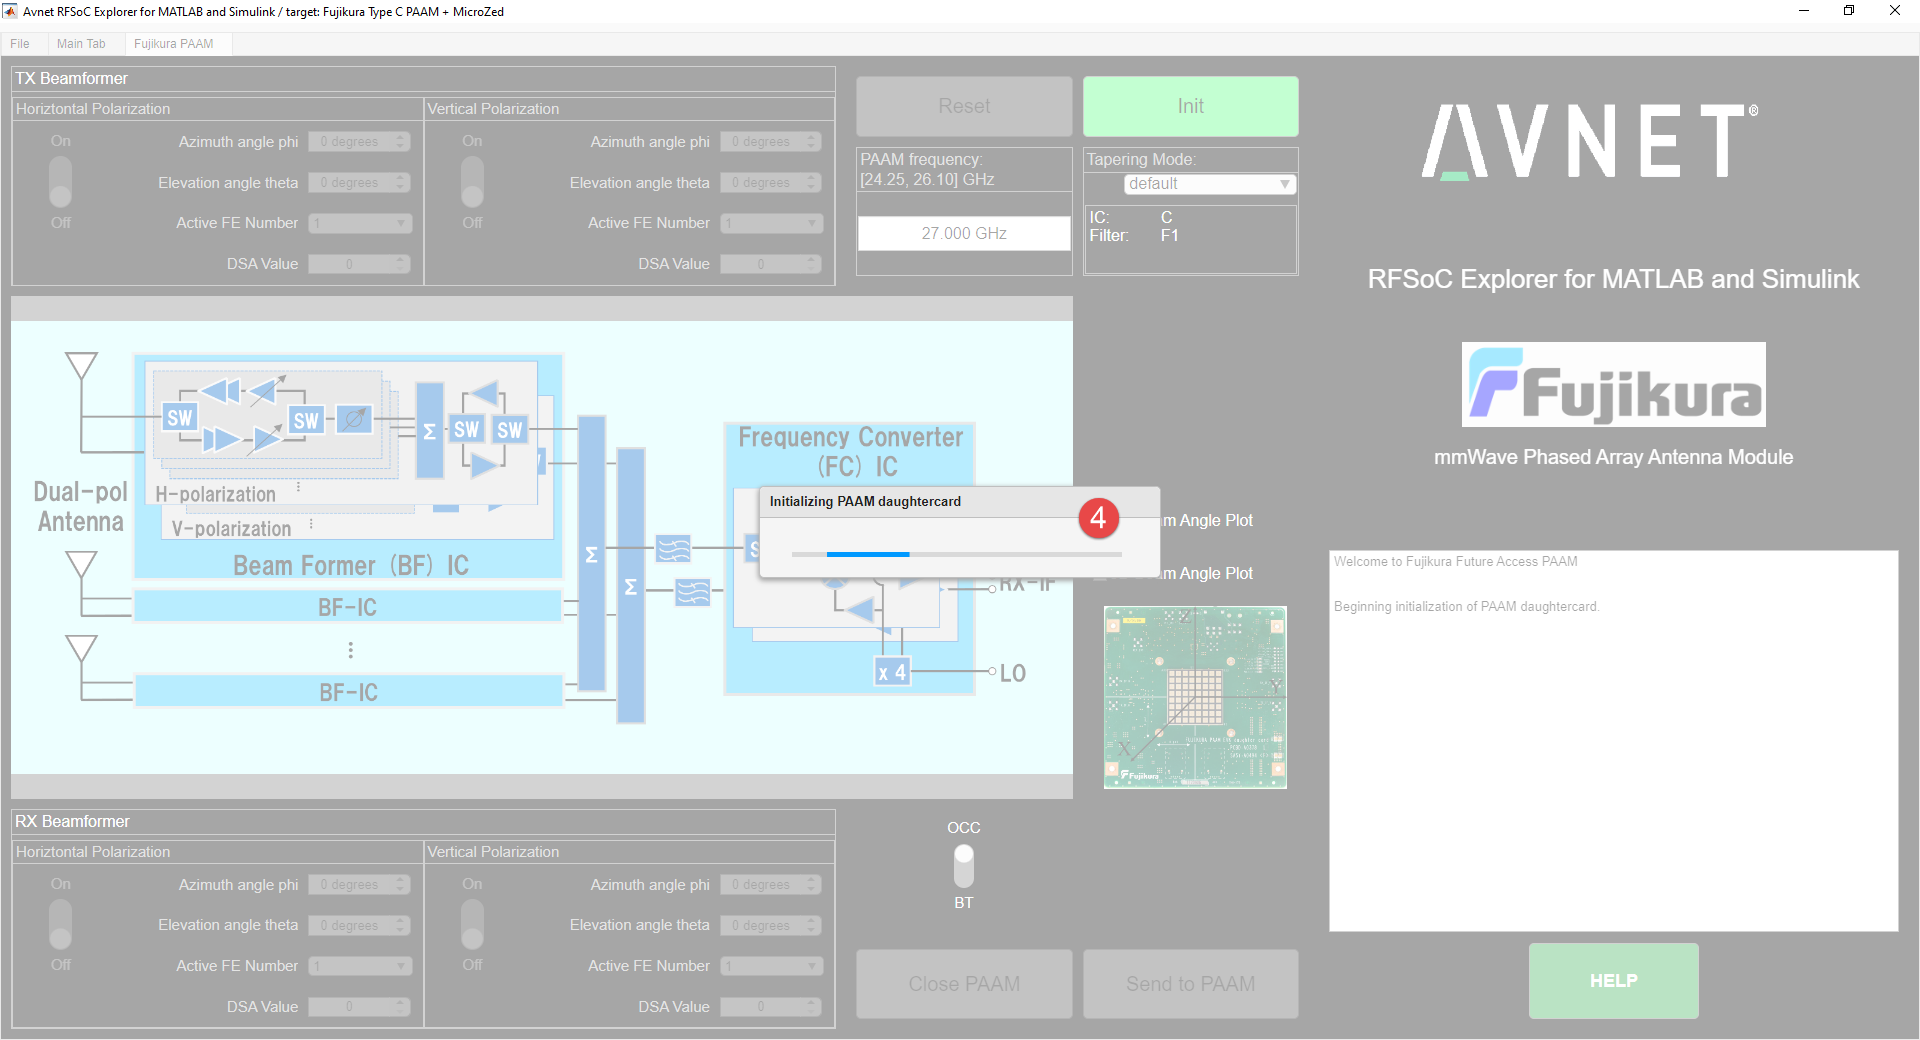 Avnet RFSoC Explorer for MATLAB and Simulink / target: Fujikura Type C PAAM + MicroZed
File
Main Tab
Fujikura PAAM
TX Beamformer
Horiztontal Polarization
On
Off
Azimuth angle phi
0 degrees
Elevation angle theta
0 degrees
Active FE Number
1
DSA Value
0
Vertical Polarization
On
Off
Azimuth angle phi
0 degrees
Elevation angle theta
0 degrees
Active FE Number
1
DSA Value
0
Reset
Init
PAAM frequency:
[24.25, 26.10] GHz
27.000 GHz
Tapering Mode:
default
IC: C
Filter: F1
AVNET®
RFSoC Explorer for MATLAB and Simulink
Fujikura
mmWave Phased Array Antenna Module
Dual-pol
Antenna
SW
SW
Σ
SW
SW
H-polarization
V-polarization
Beam Former (BF) IC
BF-IC
BF-IC
Σ
Σ
Frequency Converter
(FC) IC
x 4
RX-IF
LO
Initializing PAAM daughtercard
4
m Angle Plot
m Angle Plot
Z
Y
X
Fujikura
Welcome to Fujikura Future Access PAAM
Beginning initialization of PAAM daughtercard.
RX Beamformer
Horiztontal Polarization
On
Off
Azimuth angle phi
0 degrees
Elevation angle theta
0 degrees
Active FE Number
1
DSA Value
0
Vertical Polarization
On
Off
Azimuth angle phi
0 degrees
Elevation angle theta
0 degrees
Active FE Number
1
DSA Value
0
OCC
BT
Close PAAM
Send to PAAM
HELP